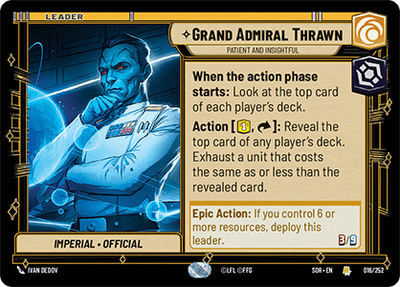 LEADER
GRAND ADMIRAL THRAWN
PATIENT AND INSIGHTFUL
When the action phase
starts: Look at the top card
of each player's deck.
Action [1, ]: Reveal the
top card of any player's deck.
Exhaust a unit that costs
the same as or less than the
revealed card.
Epic Action: If you control 6 or
more resources, deploy this
leader.
3/9
IMPERIAL • OFFICIAL
IVAN DEDOV
©LFL ©FFG
SOR • EN
R
016/252